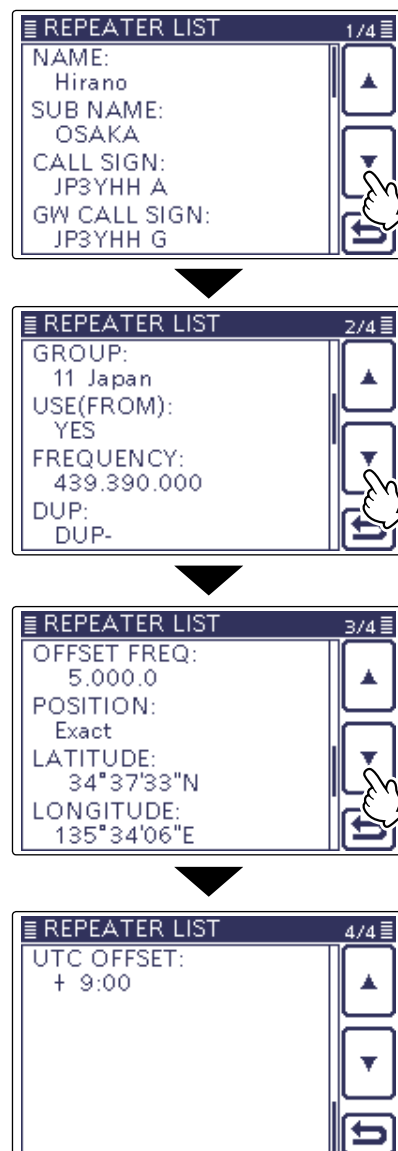 REPEATER LIST 1/4
NAME:
Hirano
SUB NAME:
OSAKA
CALL SIGN:
JP3YHH A
GW CALL SIGN:
JP3YHH G
REPEATER LIST 2/4
GROUP:
11 Japan
USE(FROM):
YES
FREQUENCY:
439.390.000
DUP:
DUP-
REPEATER LIST 3/4
OFFSET FREQ:
5.000.0
POSITION:
Exact
LATITUDE:
34°37'33"N
LONGITUDE:
135°34'06"E
REPEATER LIST 4/4
UTC OFFSET:
+ 9:00